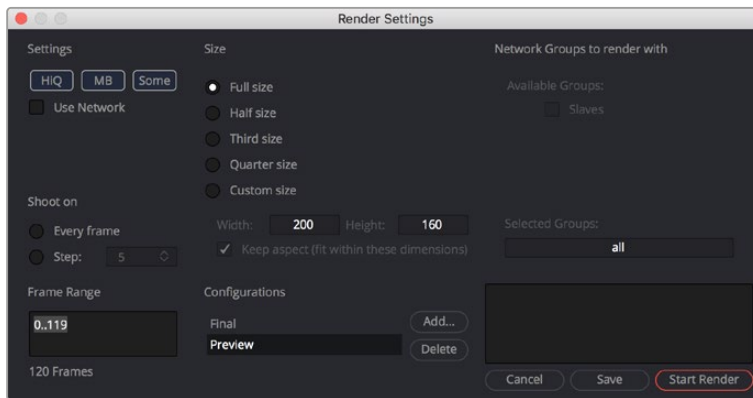 Render Settings
Settings
HiQ MB Some
Use Network
Shoot on
Every frame
Step: 5
Frame Range
0..119
120 Frames
Size
Full size
Half size
Third size
Quarter size
Custom size
Width: 200 Height: 160
Keep aspect (fit within these dimensions)
Configurations
Final
Preview
Add...
Delete
Network Groups to render with
Available Groups:
Slaves
Selected Groups:
all
Cancel Save Start Render